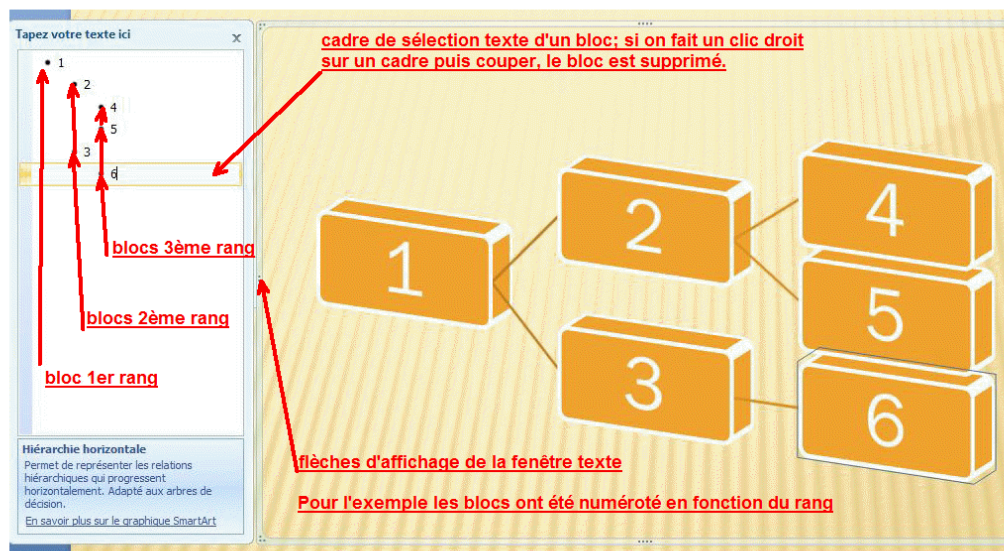 Tapez votre texte ici
x
1
2
4
5
3
6
blocs 3ème rang
blocs 2ème rang
bloc 1er rang
Hiérarchie horizontale
Permet de représenter les relations
hiérarchiques qui progressent
horizontalement. Adapté aux arbres de
décision.
En savoir plus sur le graphique SmartArt
cadre de sélection texte d'un bloc; si on fait un clic droit
sur un cadre puis couper, le bloc est supprimé.
1
2
3
4
5
6
flèches d'affichage de la fenêtre texte
Pour l'exemple les blocs ont été numéroté en fonction du rang